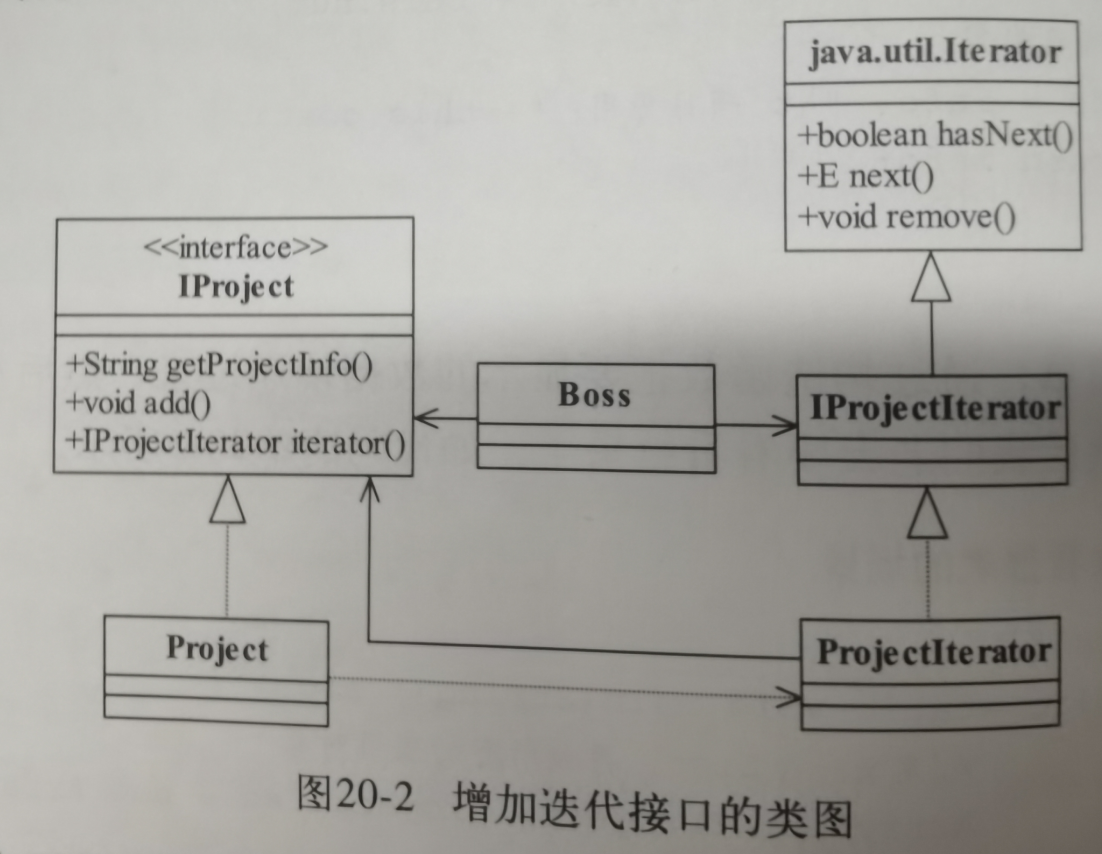 java.util.Iterator
+boolean hasNext()
+E next()
+void remove()
<<interface>>
IProject
+String getProjectInfo()
+void add()
+IProjectIterator iterator()
Boss
IProjectIterator
Project
ProjectIterator
图20-2 增加迭代接口的类图